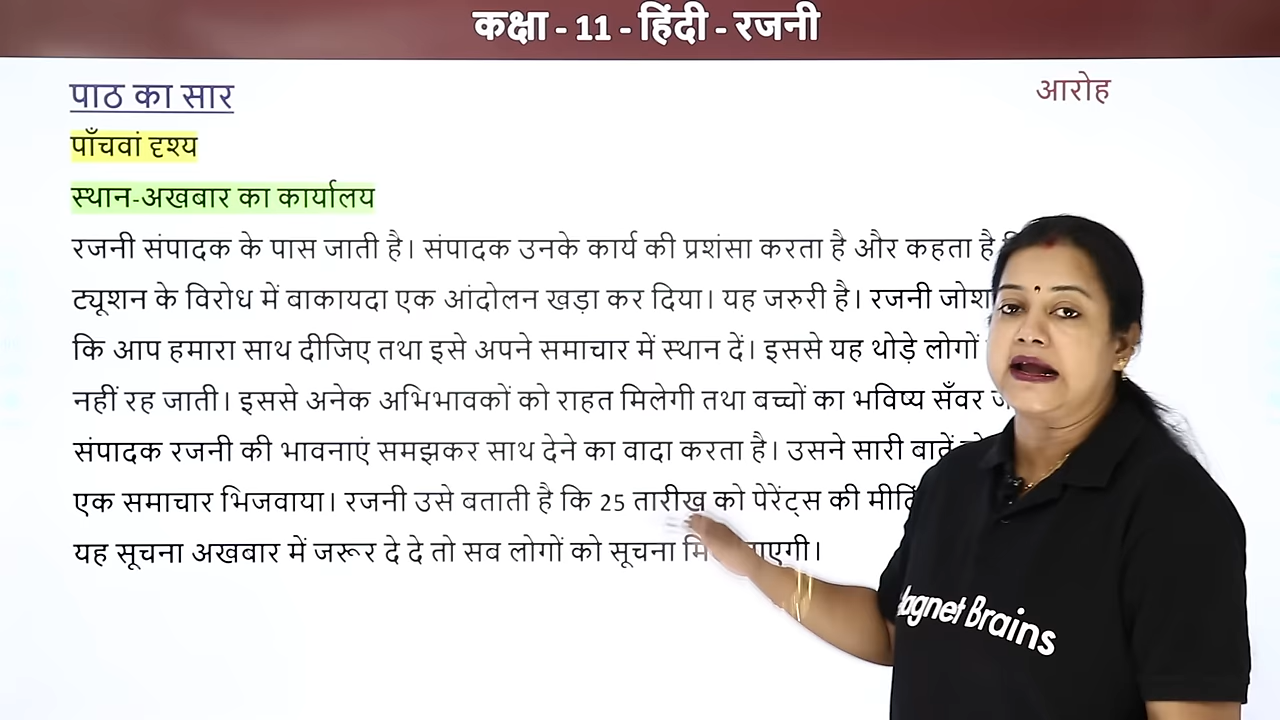 कक्षा - 11 - हिंदी - रजनी
पाठ का सार
आरोह
पाँचवां दृश्य
स्थान-अखबार का कार्यालय
रजनी संपादक के पास जाती है। संपादक उनके कार्य की प्रशंसा करता है और कहता है
ट्यूशन के विरोध में वाकायदा एक आंदोलन खड़ा कर दिया। यह जरुरी है। रजनी
कि आप हमारा साथ दीजिए तथा इसे अपने समाचार में स्थान दें। इससे यह थोड़े लोगों
नहीं रह जाती। इससे अनेक अभिभावकों को राहत मिलेगी तथा बच्चों का भविष्य सँवर
संपादक रजनी की भावनाएं समझकर साथ देने का वादा करता है। उसने सारी बातें
एक समाचार भिजवाया। रजनी उसे बताती है कि 25 तारीख को पेरेंट्स की
यह सूचना अखबार में जरूर दे दे तो सव लोगों को सूचना
agnet Brains